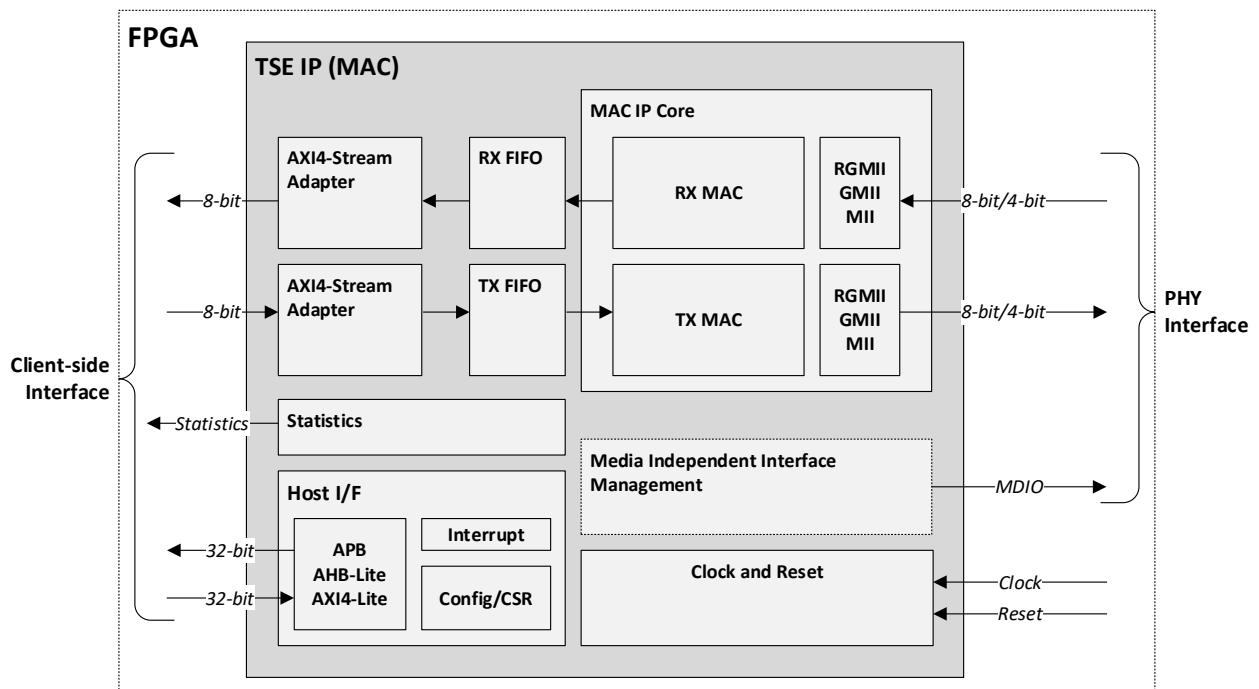 FPGA
TSE IP (MAC)
MAC IP Core
AXI4-Stream
Adapter
RX FIFO
RX MAC
RGMII
GMII
MII
8-bit
8-bit/4-bit
AXI4-Stream
Adapter
TX FIFO
TX MAC
RGMII
GMII
MII
8-bit
8-bit/4-bit
PHY
Interface
Client-side
Interface
Statistics
Statistics
Media Independent Interface
Management
MDIO
Host I/F
32-bit
APB
AHB-Lite
AXI4-Lite
Interrupt
Config/CSR
32-bit
Clock and Reset
Clock
Reset